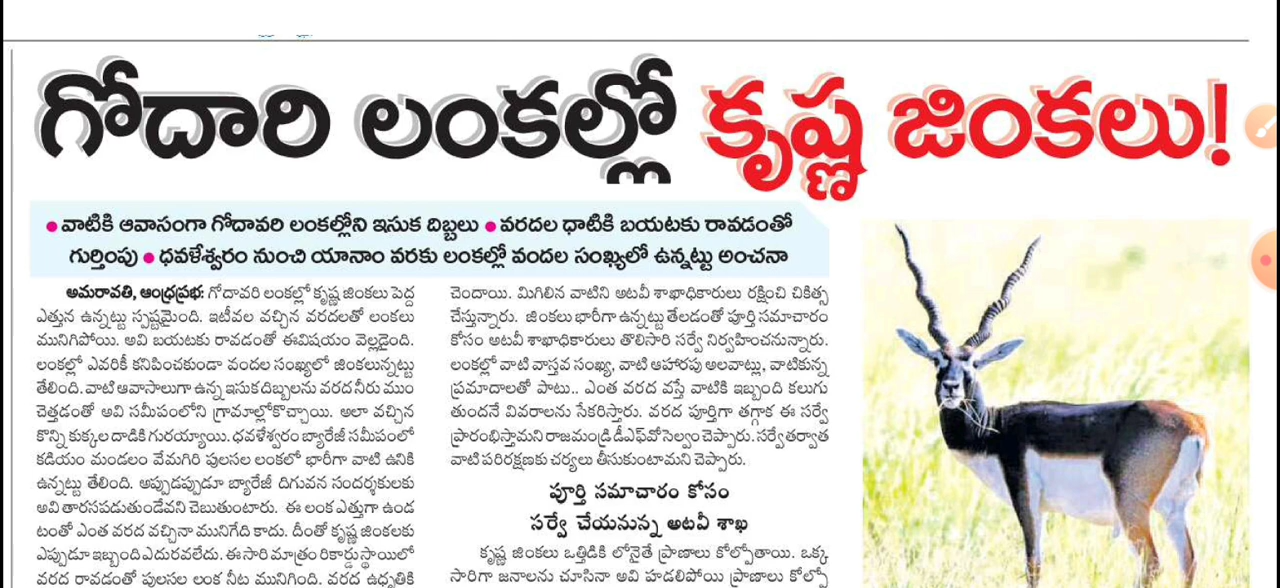 గోదారి లంకల్లో కృష్ణ జింకలు!
● వాటికి ఆవాసంగా గోదావరి లంకల్లోని ఇసుక దిబ్బలు ● వరదల ధాటికి బయటకు రావడంతో
గుర్తింపు ● ధవళేశ్వరం నుంచి యానాం వరకు లంకల్లో వందల సంఖ్యలో ఉన్నట్టు అంచనా
అమరావతి, ఆంధ్రప్రభ: గోదావరి లంకల్లో కృష్ణ జింకలు పెద్ద
ఎత్తున ఉన్నట్టు స్పష్టమైంది. ఇటీవల వచ్చిన వరదలతో లంకలు
మునిగిపోయి. అవి బయటకు రావడంతో ఈవిషయం వెల్లడైంది.
లంకల్లో ఎవరికీ కనిపించకుండా వందల సంఖ్యలో జింకలున్నట్టు
తేలింది. వాటి ఆవాసాలుగా ఉన్న ఇసుక దిబ్బలను వరద నీరు ముం
చెత్తడంతో అవి సమీపంలోని గ్రామాల్లోకొచ్చాయి. అలా వచ్చిన
కొన్ని కుక్కల దాడికి గురయ్యాయి. ధవళేశ్వరం బ్యారేజీ సమీపంలో
కడియం మండలం వేమగిరి పులసల లంకలో భారీగా వాటి ఉనికి
ఉన్నట్టు తేలింది. అప్పుడప్పుడూ బ్యారేజీ దిగువన సందర్శకులకు
అవి తారసపడుతుండేవని చెబుతుంటారు. ఈ లంక ఎత్తుగా ఉండ
టంతో ఎంత వరద వచ్చినా మునిగేది కాదు. దీంతో కృష్ణ జింకలకు
ఎప్పుడూ ఇబ్బంది ఎదురవలేదు. ఈ సారి మాత్రం రికార్డు స్థాయిలో
వరద రావడంతో పులసల లంక నీట మునిగింది. వరద ఉధృతికి
చెందాయి. మిగిలిన వాటిని అటవీ శాఖాధికారులు రక్షించి చికిత్స
చేస్తున్నారు. జింకలు భారీగా ఉన్నట్టు తేలడంతో పూర్తి సమాచారం
కోసం అటవీ శాఖాధికారులు తొలిసారి సర్వే నిర్వహించనున్నారు.
లంకల్లో వాటి వాస్తవ సంఖ్య, వాటి ఆహారపు అలవాట్లు, వాటికున్న
ప్రమాదాలతో పాటు.. ఎంత వరద వస్తే వాటికి ఇబ్బంది కలుగు
తుందనే వివరాలను సేకరిస్తారు. వరద పూర్తిగా తగ్గాక ఈ సర్వే
ప్రారంభిస్తామని రాజమండ్రి డీఎఫ్‌వో సెల్వం చెప్పారు. సర్వే తర్వాత
వాటి పరిరక్షణకు చర్యలు తీసుకుంటామని చెప్పారు.
పూర్తి సమాచారం కోసం
సర్వే చేయనున్న అటవీ శాఖ
కృష్ణ జింకలు ఒత్తిడికి లోనైతే ప్రాణాలు కోల్పోతాయి. ఒక్క
సారిగా జనాలను చూసినా అవి హడలిపోయి ప్రాణాలు కోల్పో